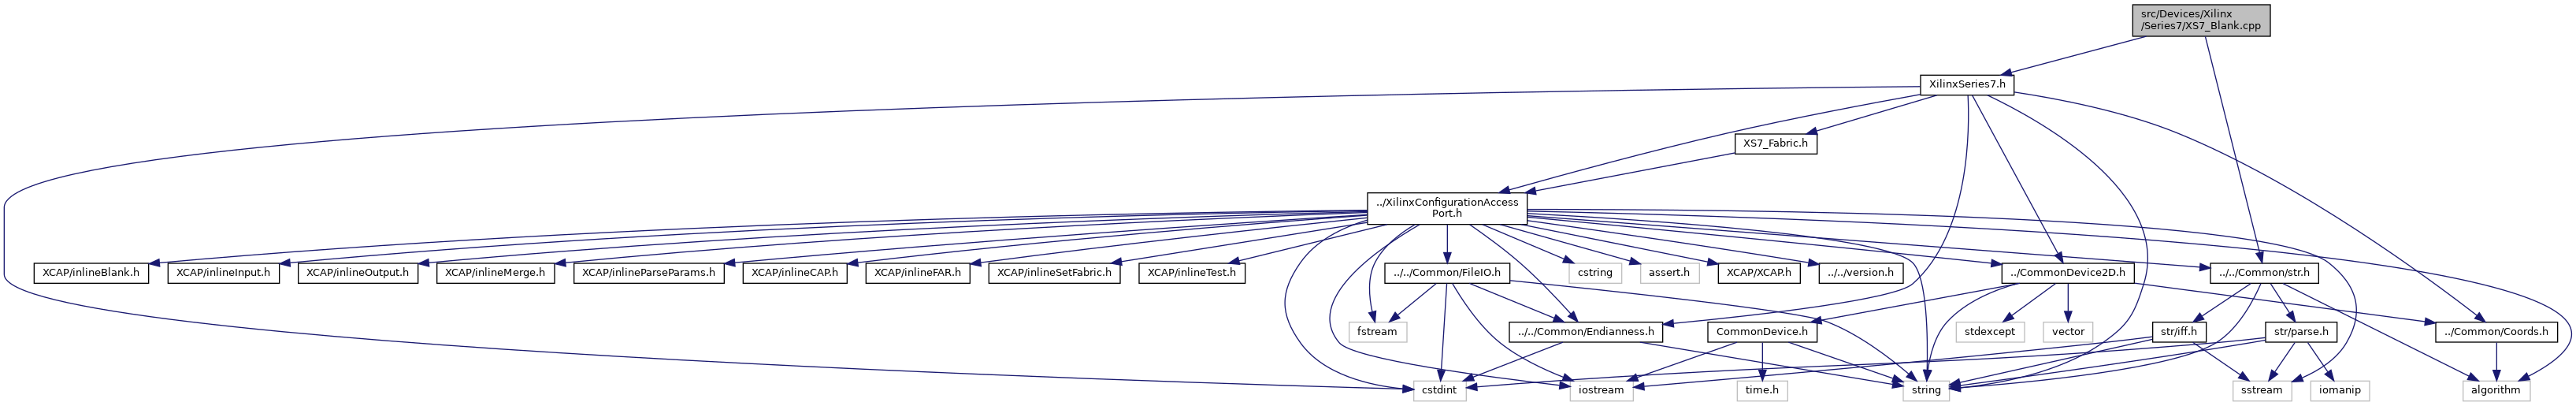 src/Devices/Xilinx
/Series7/XS7_Blank.cpp
XilinxSeries7.h
XS7_Fabric.h
../XilinxConfigurationAccess
Port.h
XCAP/inlineBlank.h
XCAP/inlineInput.h
XCAP/inlineOutput.h
XCAP/inlineMerge.h
XCAP/inlineParseParams.h
XCAP/inlineCAP.h
XCAP/inlineFAR.h
XCAP/inlineSetFabric.h
XCAP/inlineTest.h
../../Common/FileIO.h
cstring
assert.h
XCAP/XCAP.h
../../version.h
../CommonDevice2D.h
../../Common/str.h
fstream
../../Common/Endianness.h
CommonDevice.h
stdexcept
vector
str/iff.h
str/parse.h
../Common/Coords.h
cstdint
iostream
time.h
string
sstream
iomanip
algorithm